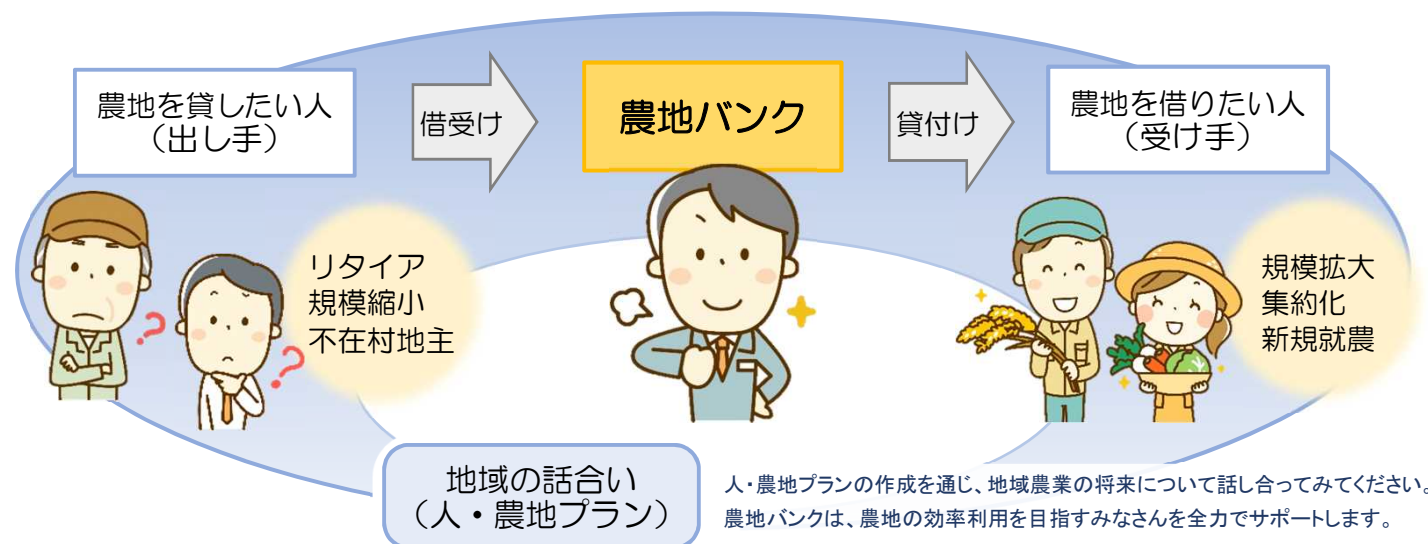 農地を貸したい人
（出し手）
借受け
農地バンク
貸付け
農地を借りたい人
（受け手）
リタイア
規模縮小
不在村地主
規模拡大
集約化
新規就農
地域の話合い
（人・農地プラン）
人・農地プランの作成を通じ、地域農業の将来について話し合ってみてください。
農地バンクは、農地の効率利用を目指すみなさんを全力でサポートします。